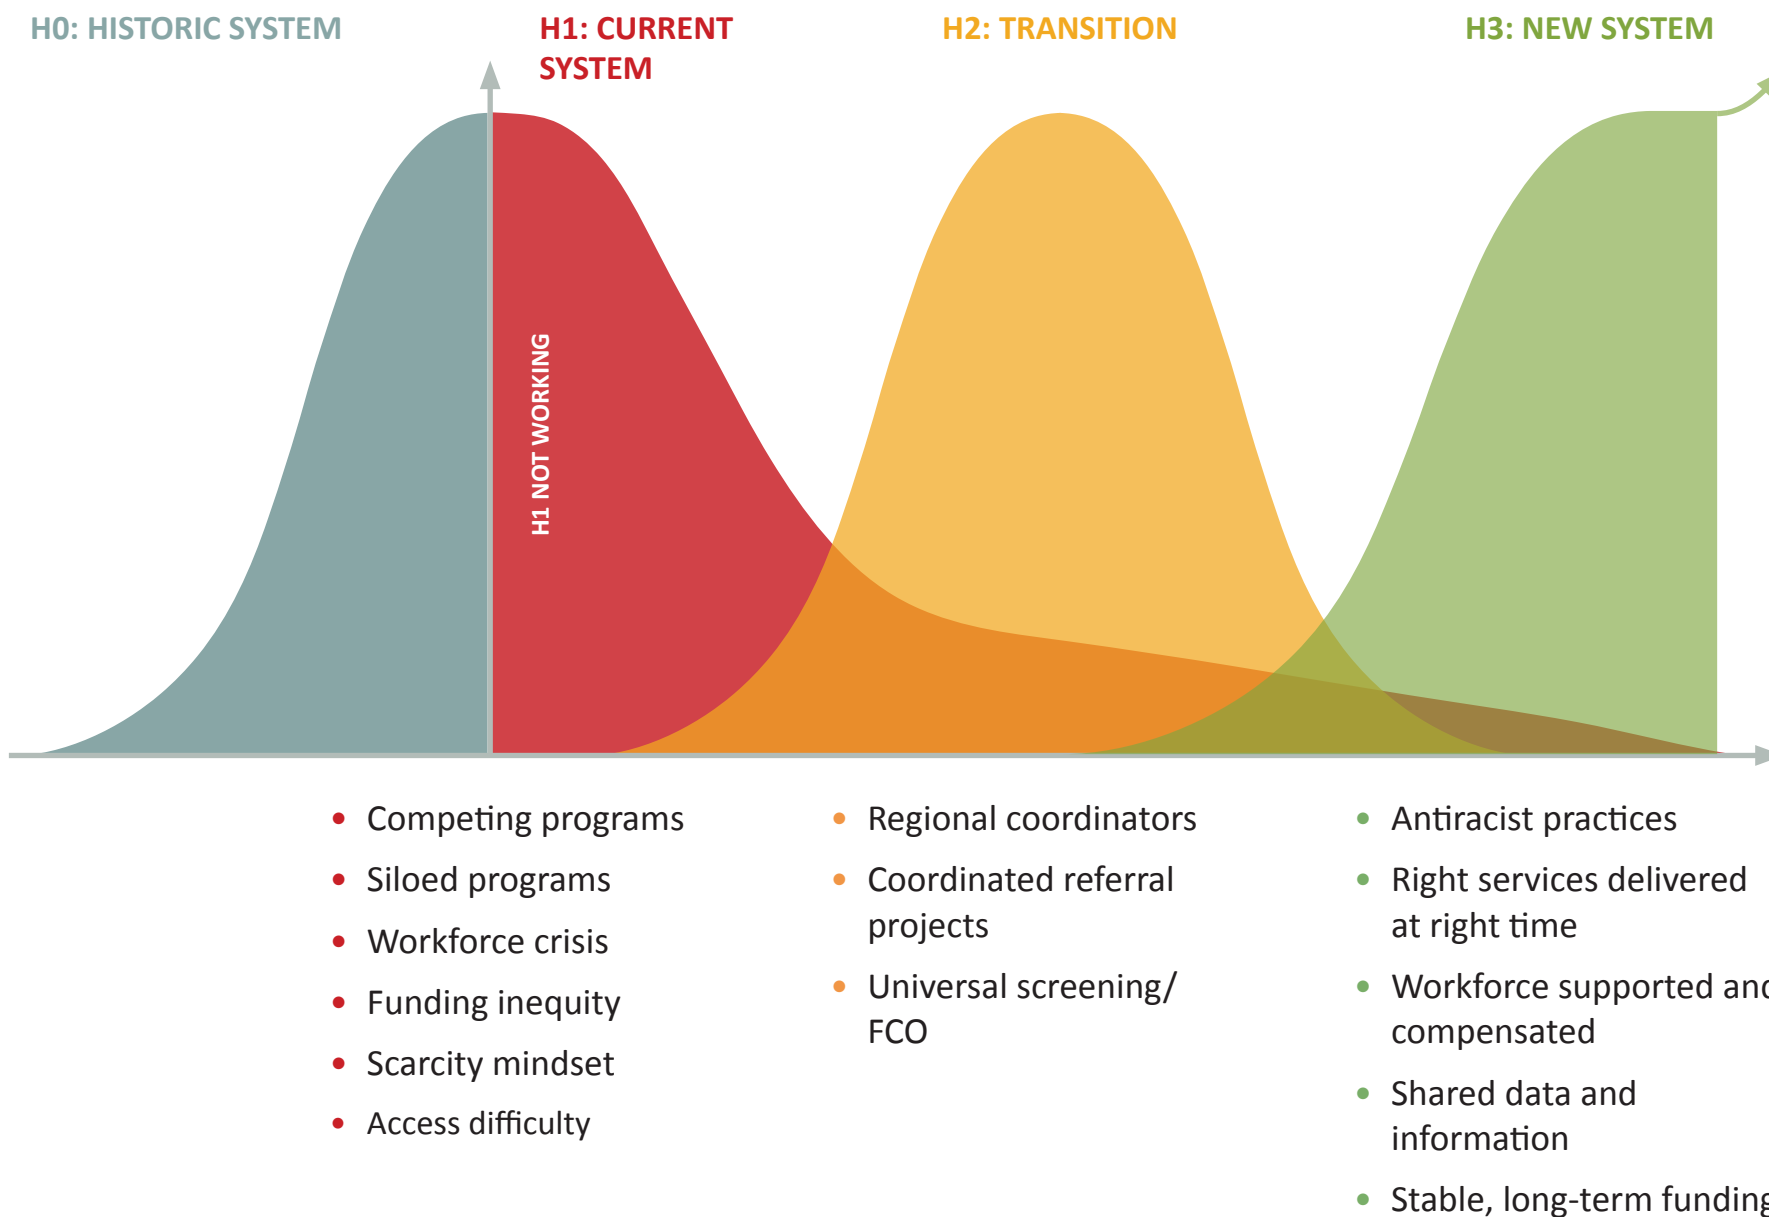 H0: HISTORIC SYSTEM
H1: CURRENT
SYSTEM
H2: TRANSITION
H3: NEW SYSTEM
H1 NOT WORKING
• Competing programs
• Siloed programs
• Workforce crisis
• Funding inequity
• Scarcity mindset
• Access difficulty
• Regional coordinators
• Coordinated referral
projects
• Universal screening/
FCO
• Antiracist practices
• Right services delivered
at right time
• Workforce supported and
compensated
• Shared data and
information
• Stable, long-term funding